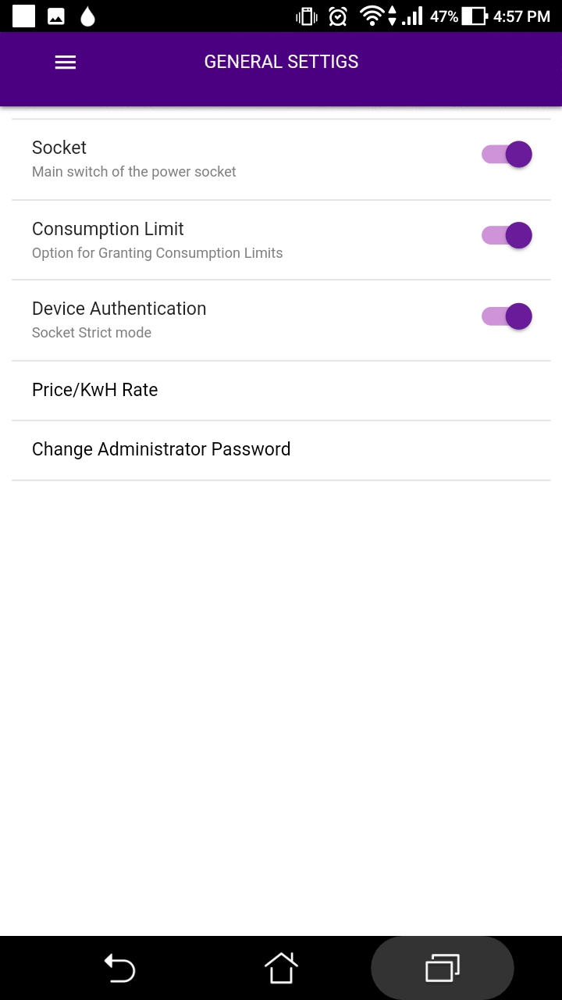 47% 4:57 PM
GENERAL SETTIGS
Socket
Main switch of the power socket
Consumption Limit
Option for Granting Consumption Limits
Device Authentication
Socket Strict mode
Price/KwH Rate
Change Administrator Password